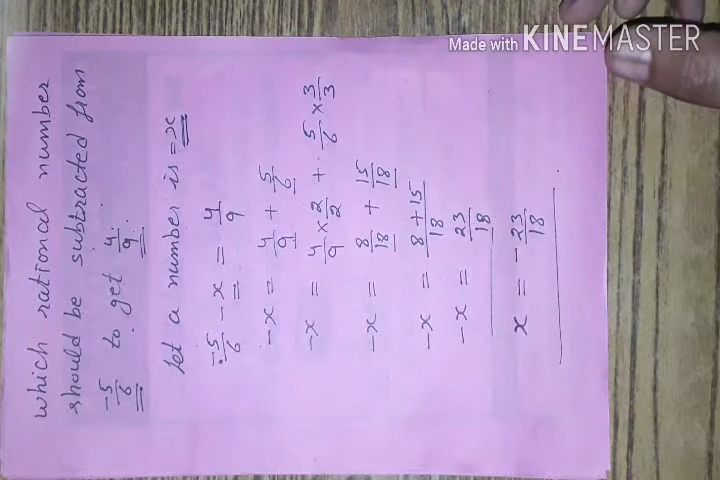 Made with KINEMASTER
which rational number
should be subtracted from
-5/6 to get 4/9.
let a number is = x
-5/6 - x = 4/9
-x = 4/9 + 5/6
-x = 4/9 × 2/2 + 5/6 × 3/3
-x = 8/18 + 15/18
-x = 8 + 15/18
-x = 23/18
x = - 23/18.